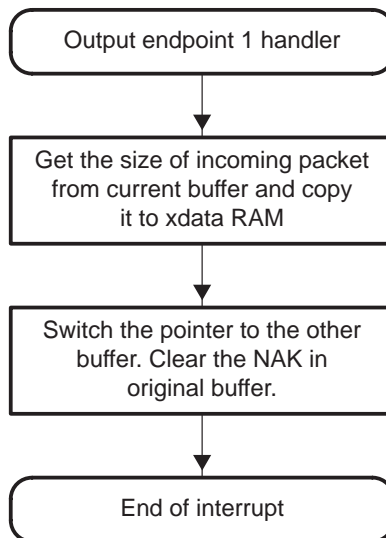 Output endpoint 1 handler
Get the size of incoming packet
from current buffer and copy
it to xdata RAM
Switch the pointer to the other
buffer. Clear the NAK in
original buffer.
End of interrupt